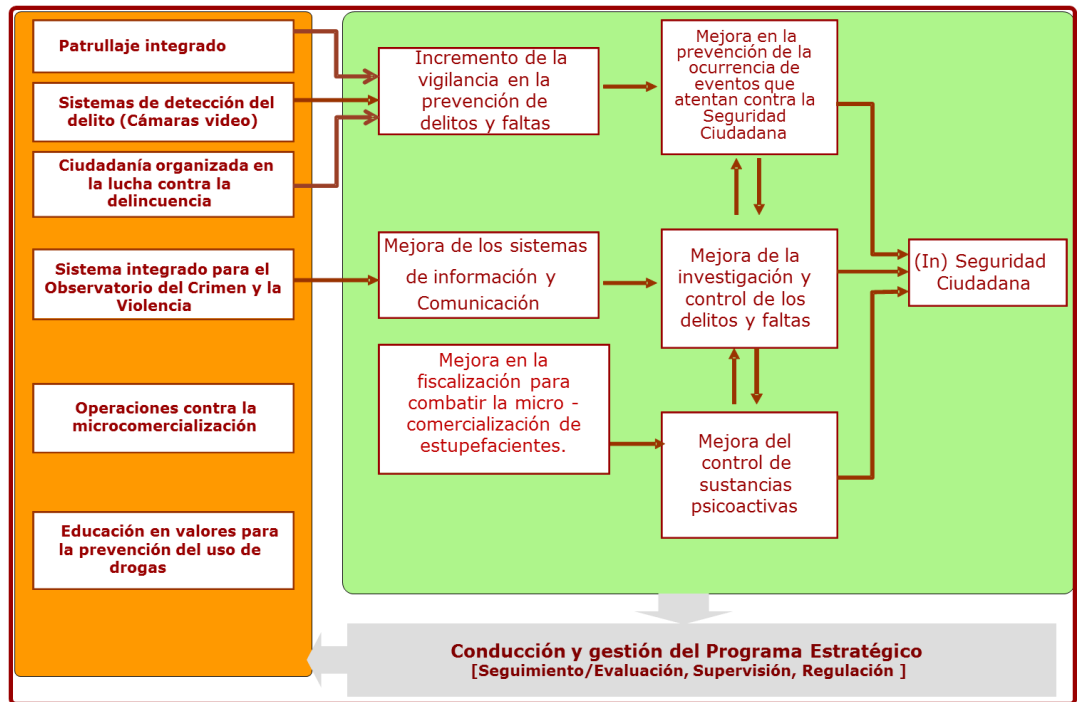 Patrullaje integrado
Sistemas de detección del
delito (Cámaras video)
Ciudadanía organizada en
la lucha contra la
delincuencia
Sistema integrado para el
Observatorio del Crimen y la
Violencia
Operaciones contra la
microcomercialización
Educación en valores para
la prevención del uso de
drogas
Incremento de la
vigilancia en la
prevención de
delitos y faltas
Mejora de los sistemas
de información y
Comunicación
Mejora en la
fiscalización para
combatir la micro -
comercialización de
estupefacientes.
Mejora en la
prevención de la
ocurrencia de
eventos que
atentan contra la
Seguridad
Ciudadana
Mejora de la
investigación y
control de los
delitos y faltas
Mejora del
control de
sustancias
psicoactivas
(In) Seguridad
Ciudadana
Conducción y gestión del Programa Estratégico
[Seguimiento/Evaluación, Supervisión, Regulación ]